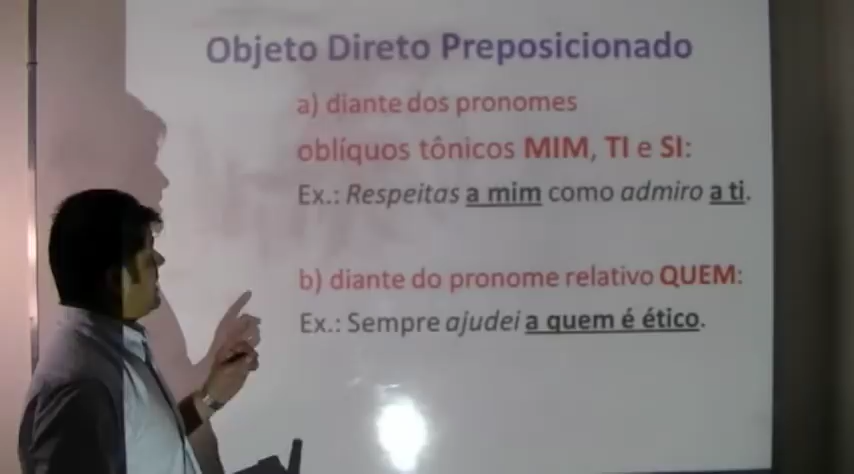 Objeto Direto Preposicionado
a) diante dos pronomes
oblíquos tônicos MIM, TI e SI:
Ex.: Respeitas a mim como admiro a ti.
b) diante do pronome relativo QUEM:
Ex.: Sempre ajudei a quem é ético.